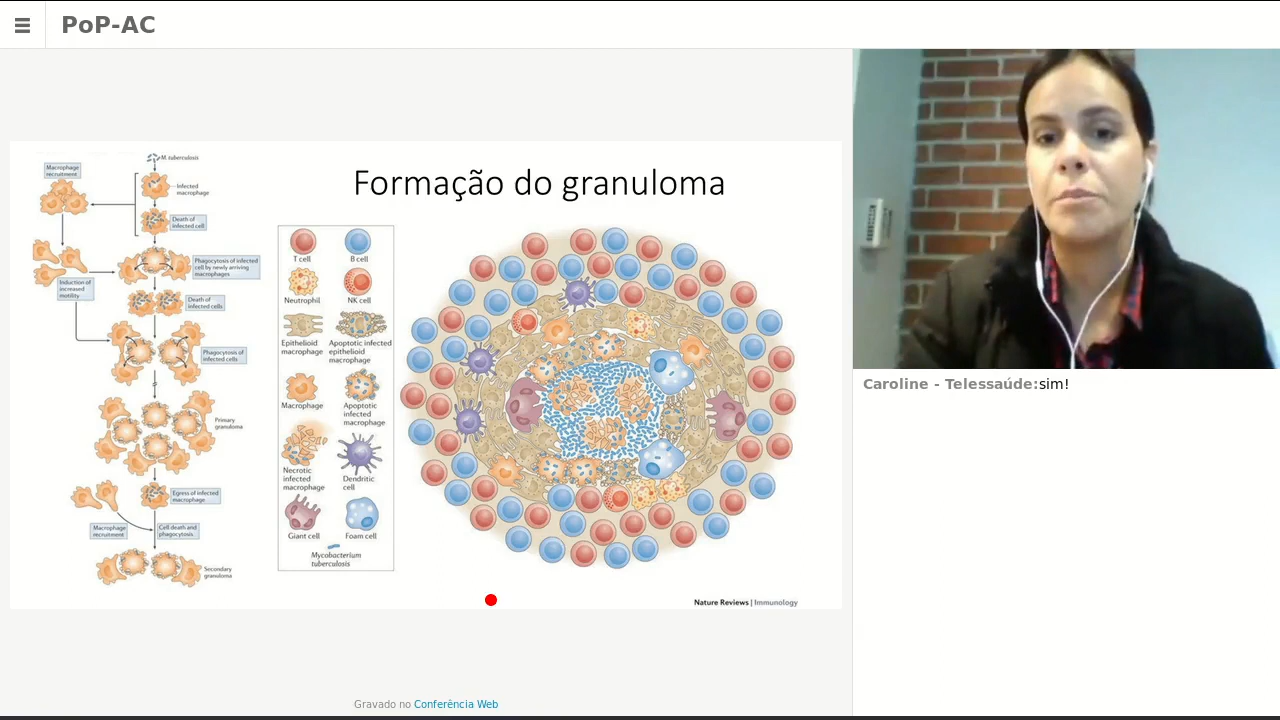 PoP-AC
Formação do granuloma
M. tuberculosis
Macrophage
recruitment
Infected
macrophage
Death of
infected cell
Phagocytosis of infected
cell by newly arriving
macrophages
Induction of
increased
motility
Death of
infected cells
Phagocytosis of
infected cells
Primary
granuloma
Egress of infected
macrophage
Macrophage
recruitment
Cell death and
phagocytosis
Secondary
granuloma
T cell
B cell
Neutrophil
NK cell
Epithelioid
macrophage
Apoptotic infected
epithelioid
macrophage
Macrophage
Apoptotic
infected
macrophage
Necrotic
infected
macrophage
Dendritic
cell
Giant cell
Foam cell
Mycobacterium
tuberculosis
Nature Reviews | Immunology
Caroline - Telessaúde:sim!
Gravado no Conferência Web